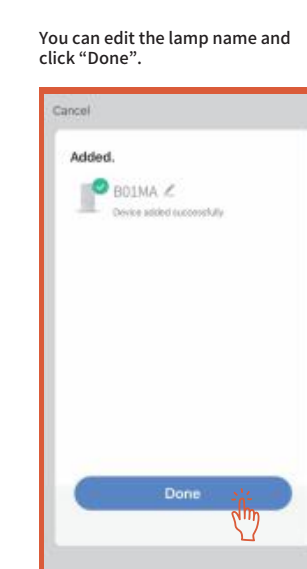 You can edit the lamp name and
click “Done”.
Cancel
Added.
B01MA
Device added successfully
Done